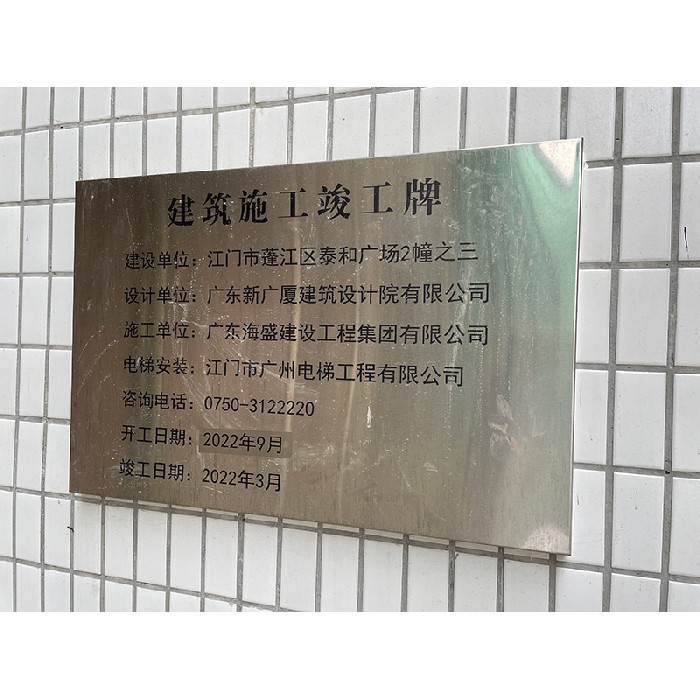 建筑施工竣工牌
建设单位：江门市蓬江区泰和广场2幢之三
设计单位：广东新广厦建筑设计院有限公司
施工单位：广东海盛建设工程集团有限公司
电梯安装：江门市广州电梯工程有限公司
咨询电话：0750-3122220
开工日期：2022年9月
竣工日期：2022年3月